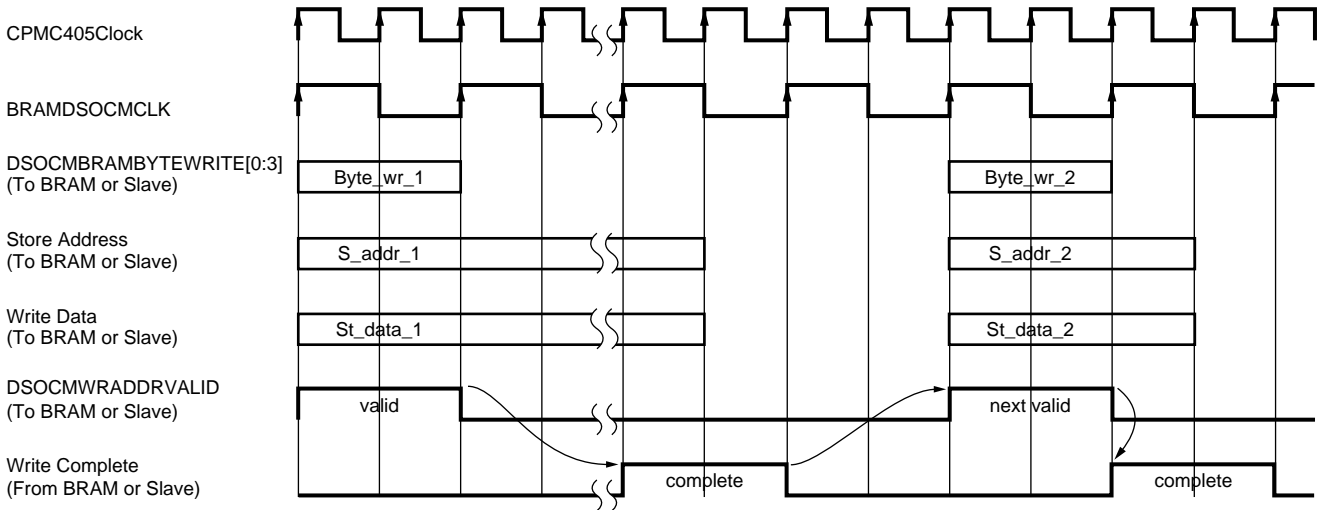 CPMC405Clock
BRAMDSOCMCLK
DSOCMBRAMBYTEWRITE[0:3]
(To BRAM or Slave)
Byte_wr_1
Byte_wr_2
Store Address
(To BRAM or Slave)
S_addr_1
S_addr_2
Write Data
(To BRAM or Slave)
St_data_1
St_data_2
DSOCMWRADDRVALID
(To BRAM or Slave)
valid
next valid
Write Complete
(From BRAM or Slave)
complete
complete